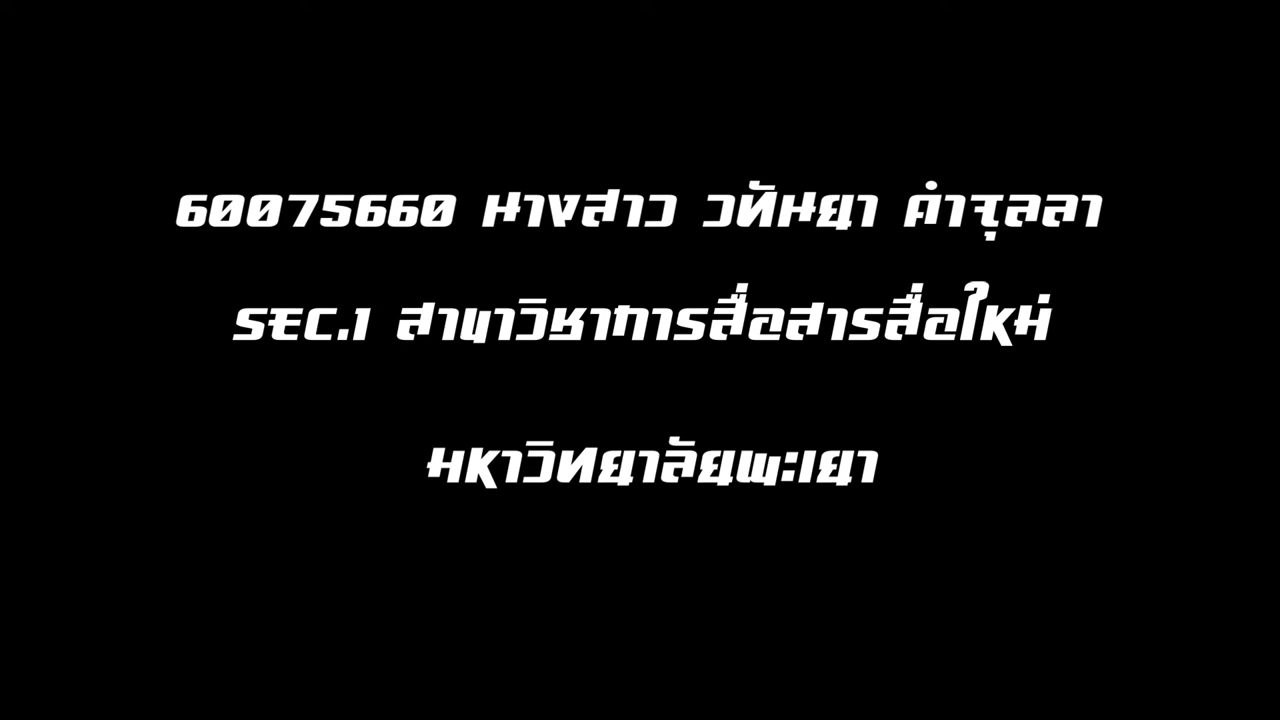 60075660 นางสาว วทันยา คำจุลลา
SEC.1 สาขาวิชาการสื่อสารสื่อใหม่
มหาวิทยาลัยพะเยา